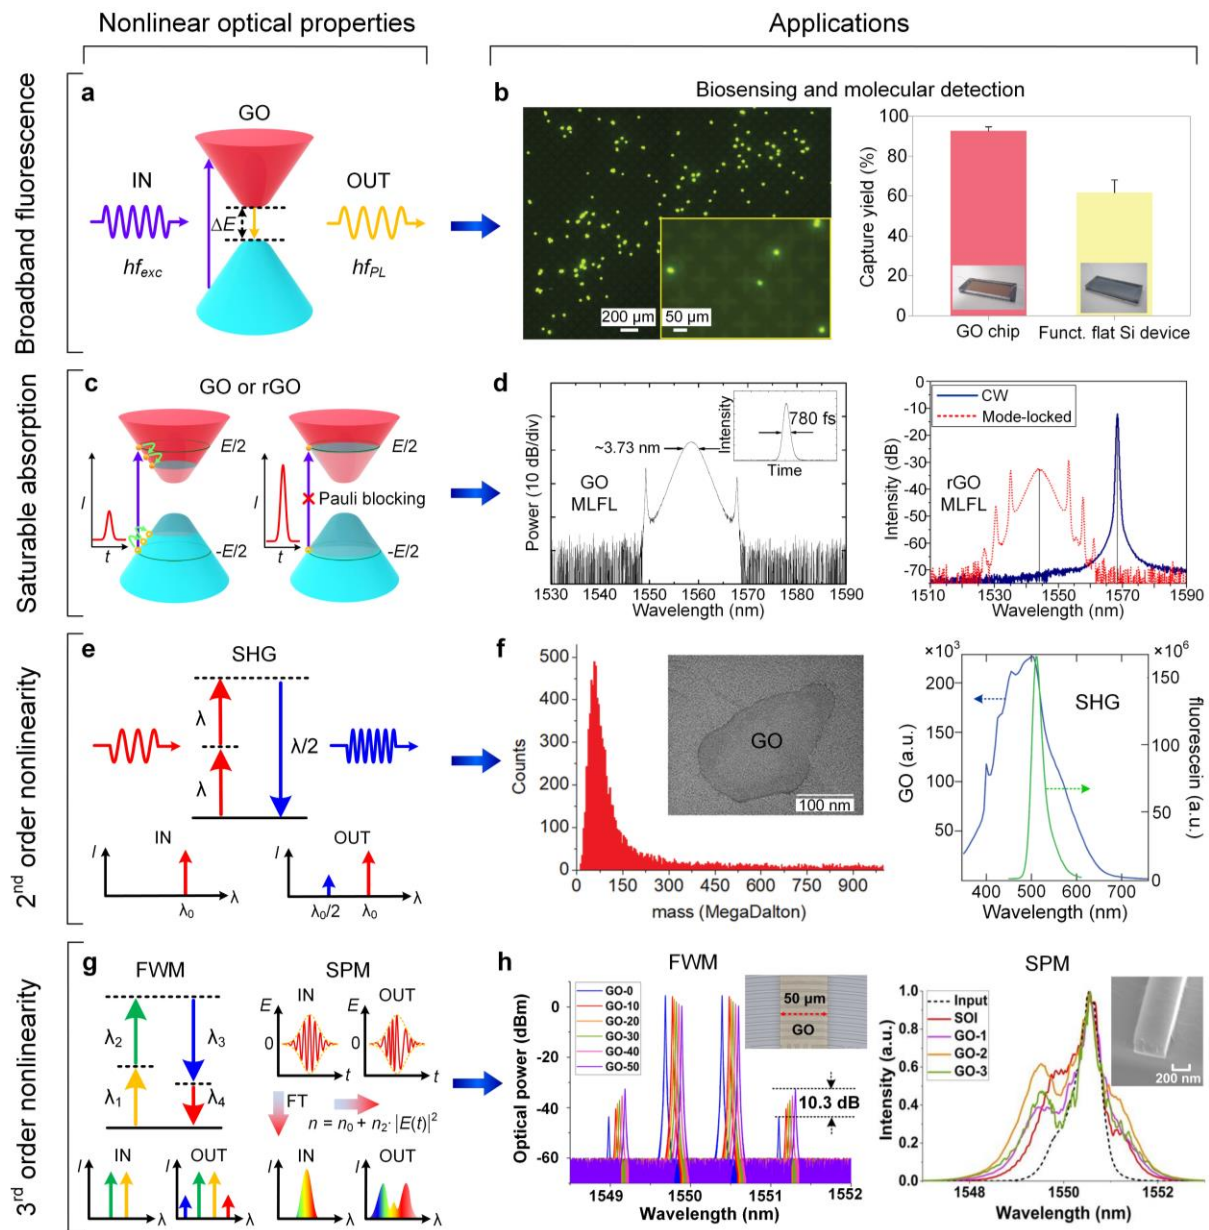 Nonlinear optical properties
Applications
Broadband fluorescence
a
GO
IN
OUT
ΔE
hf_exc
hf_PL
b
Biosensing and molecular detection
200 µm
50 µm
Capture yield (%)
100
80
60
40
20
0
GO chip
Funct. flat Si device
Saturable absorption
c
GO or rGO
E/2
E/2
I
t
I
t
Pauli blocking
-E/2
-E/2
d
Power (10 dB/div)
~3.73 nm
GO
MLFL
Intensity
780 fs
Time
1530 1540 1550 1560 1570 1580 1590
Wavelength (nm)
Intensity (dB)
-10
-20
-30
-40
-50
-60
-70
CW
Mode-locked
rGO
MLFL
1510
1530
1550
1570
1590
Wavelength (nm)
2nd order nonlinearity
e
SHG
λ
λ
λ/2
IN
OUT
I
λ
λ₀
I
λ
λ₀/2
λ₀
f
Counts
500
400
300
200
100
0
0 150 300 450 600 750 900
mass (MegaDalton)
GO
100 nm
×10³
×10⁶
GO (a.u.)
200
150
100
50
SHG
150
100
50
0
fluorescein (a.u.)
400 500 600 700
Wavelength (nm)
3rd order nonlinearity
g
FWM
SPM
λ₂
λ₃
λ₁
λ₄
IN
OUT
E
0
t
E
0
t
FT
n = n₀ + n₂· |E(t)|²
IN
OUT
I
λ
I
λ
IN
OUT
I
λ
I
λ
h
FWM
Optical power (dBm)
0
-20
-40
-60
GO-0
GO-10
GO-20
GO-30
GO-40
GO-50
50 µm
GO
10.3 dB
1549 1550 1551 1552
Wavelength (nm)
SPM
Intensity (a.u.)
1.0
0.8
0.6
0.4
0.2
0.0
Input
SOI
GO-1
GO-2
GO-3
200 nm
1548 1550 1552
Wavelength (nm)